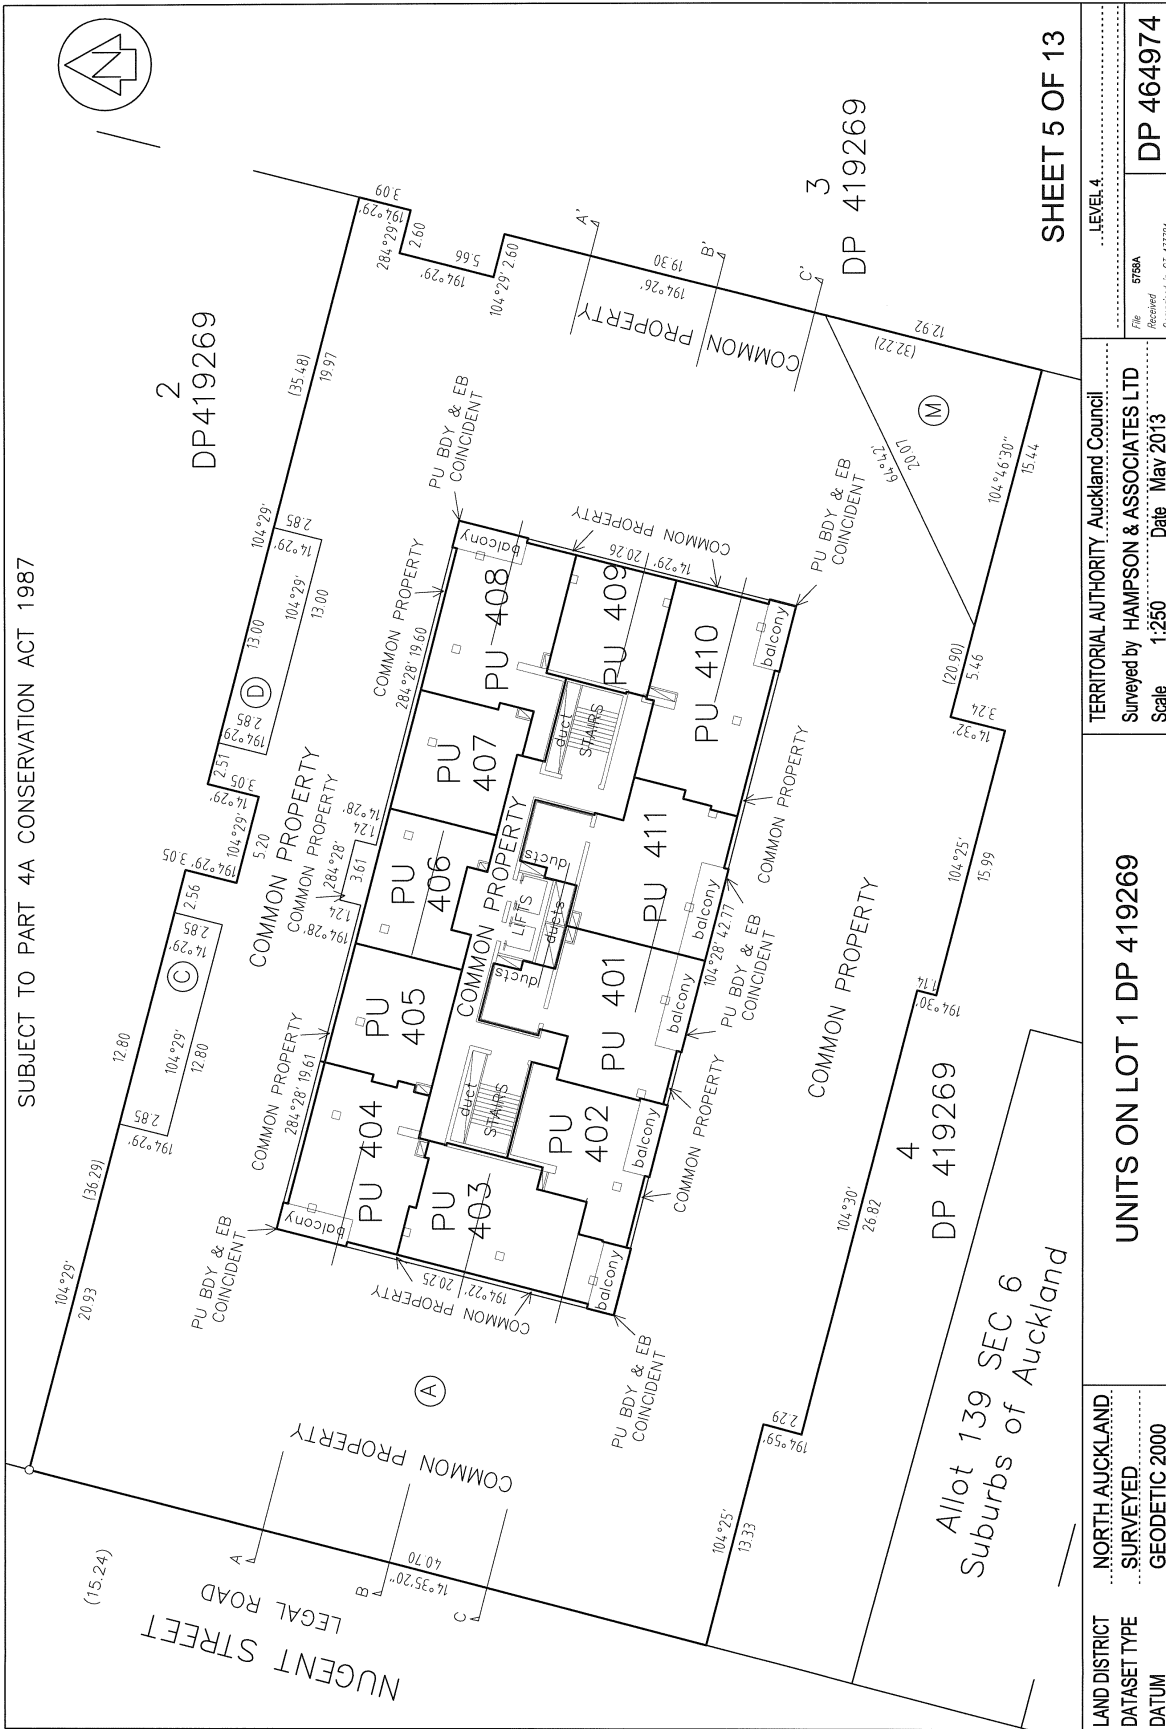 SUBJECT TO PART 4A CONSERVATION ACT 1987
N
2
DP419269
3
DP 419269
4
DP 419269
Allot 139 SEC 6
Suburbs of Auckland
NUGENT STREET
LEGAL ROAD
(15.24)
104°29'
20.93
(36.29)
12.80
194°29'
2.85
104°29'
12.80
C
14°29'
2.85
2.56
194°29' 3.05
104°29'
5.20
14°29'
3.05
2.51
194°29'
2.85
D
13.00
104°29'
13.00
14°29'
2.85
104°29'
(35.48)
19.97
194°29'
3.09
284°29'
2.60
194°29'
5.66
104°29' 2.60
A'
B'
C'
19.30
194°26'
COMMON PROPERTY
12.92
(32.22)
64°42'
20.07
M
104°46'30"
15.44
(20.90)
5.46
14°32'
3.24
104°25'
15.99
194°30'
1.14
104°30'
26.82
194°59'
2.29
104°25'
13.33
14°35'20"
40.70
A
B
C
COMMON PROPERTY
A
COMMON PROPERTY
COMMON PROPERTY
COMMON PROPERTY
284°28' 19.61
COMMON PROPERTY
194°28'
1.24
284°28'
3.61
14°28'
1.24
COMMON PROPERTY
284°28' 19.60
PU BDY & EB
COINCIDENT
PU BDY & EB
COINCIDENT
PU BDY & EB
COINCIDENT
PU BDY & EB
COINCIDENT
PU BDY & EB
COINCIDENT
COMMON PROPERTY
14°29' 20.26
COMMON PROPERTY
194°22' 20.25
COMMON PROPERTY
COMMON PROPERTY
104°28' 42.77
COMMON PROPERTY
PU 404
balcony
PU 405
PU 406
PU 407
PU 408
balcony
PU 409
PU 410
balcony
PU 411
balcony
PU 401
balcony
PU 402
balcony
PU 403
balcony
COMMON PROPERTY
duct
STAIRS
ducts
LIFTS
ducts
ducts
duct
STAIRS
SHEET 5 OF 13
LAND DISTRICT NORTH AUCKLAND
DATASET TYPE SURVEYED
DATUM GEODETIC 2000
UNITS ON LOT 1 DP 419269
TERRITORIAL AUTHORITY Auckland Council
Surveyed by HAMPSON & ASSOCIATES LTD
Scale 1:250 Date May 2013
LEVEL 4
File 5758A
Received
DP 464974